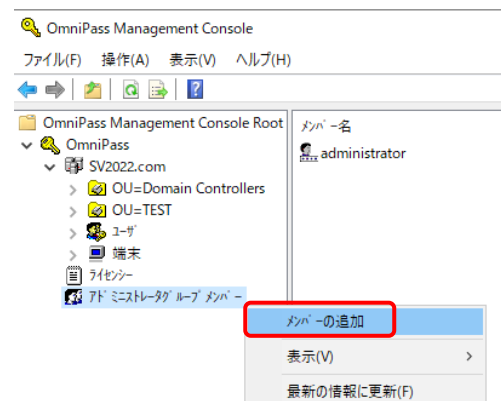 OmniPass Management Console
ファイル(F) 操作(A) 表示(V) ヘルプ(H)
OmniPass Management Console Root
OmniPass
SV2022.com
OU=Domain Controllers
OU=TEST
ユーザ
端末
ライセンシー
アドミニストレータグループメンバー
メンバー名
administrator
メンバーの追加
表示(V)
最新の情報に更新(F)